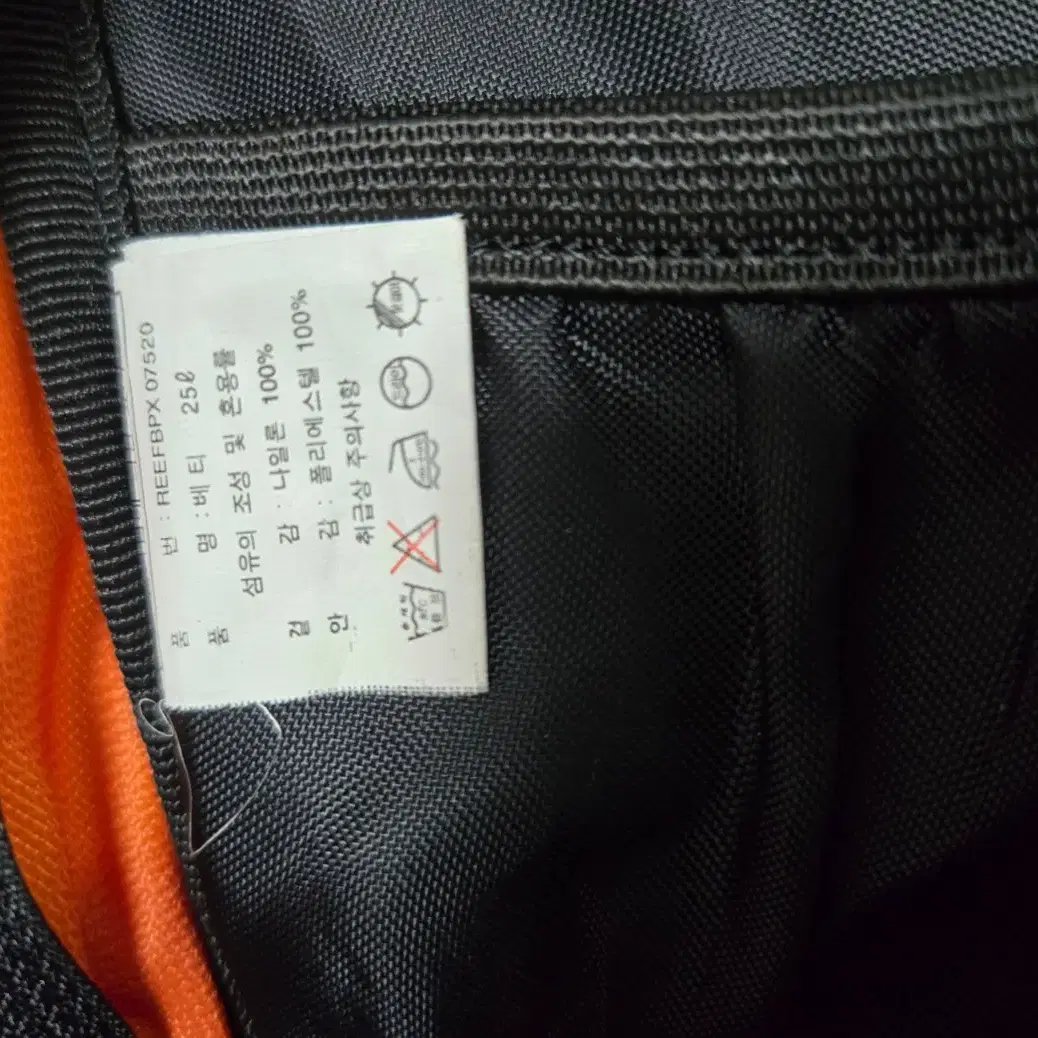 품 번 : REEFBPX 07520
품 명 : 베티 25ℓ
섬유의 조성 및 혼용률
겉 감 : 나일론 100%
안 감 : 폴리에스텔 100%
취급상 주의사항